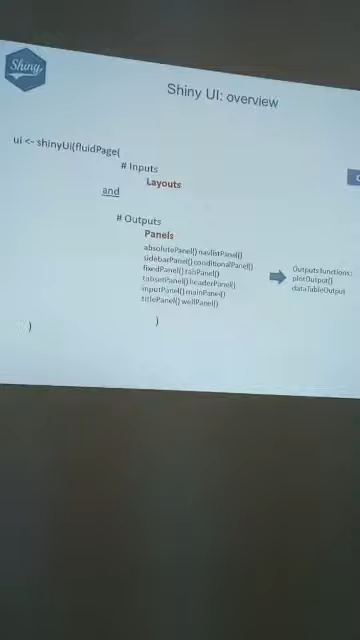 Shiny
Shiny UI: overview
ui <- shinyUi(fluidPage(
# Inputs
Layouts
and
# Outputs
Panels
absolutePanel() navlistPanel()
sidebarPanel() conditionalPanel()
fixedPanel() tabPanel()
tabsetPanel() headerPanel()
inputPanel() mainPanel()
titlePanel() wellPanel()
Outputs functions:
plotOutput()
dataTableOutput
)
)